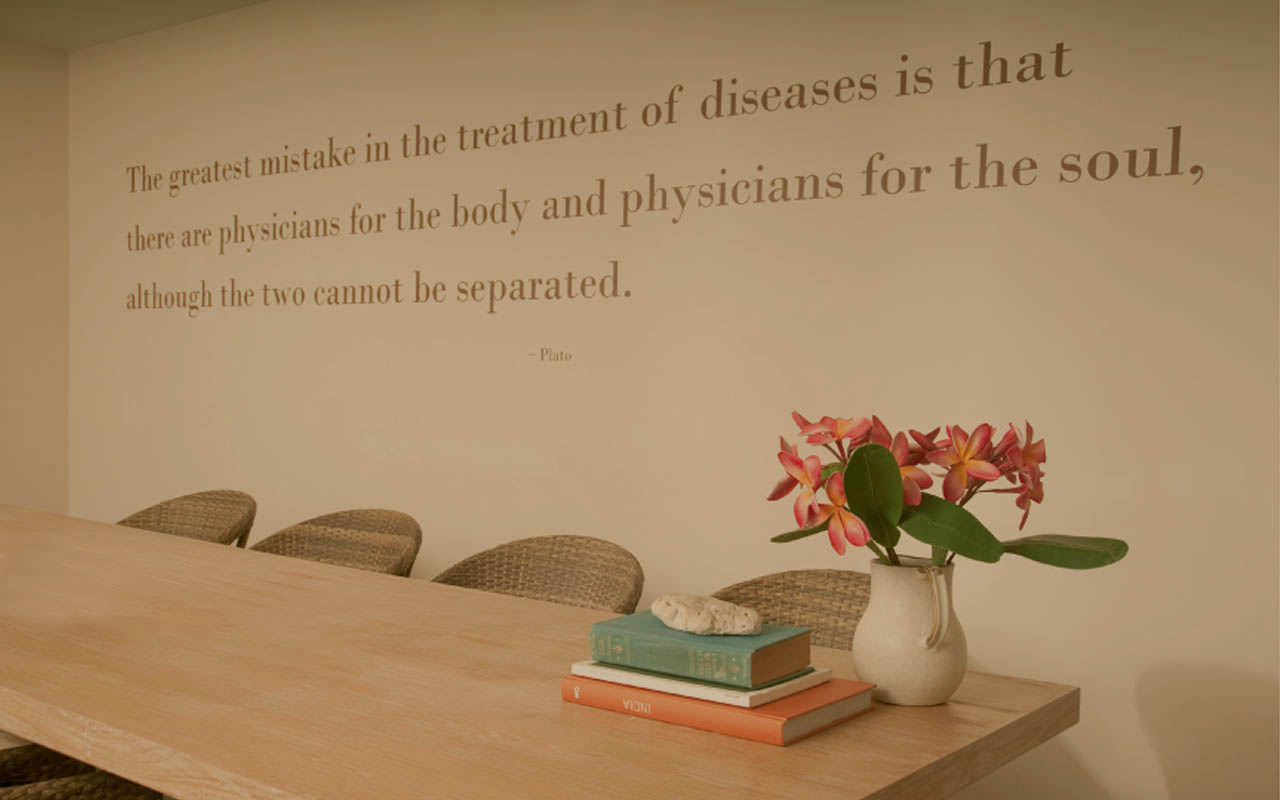 The greatest mistake in the treatment of diseases is that
there are physicians for the body and physicians for the soul,
although the two cannot be separated.
– Plato
INDIA